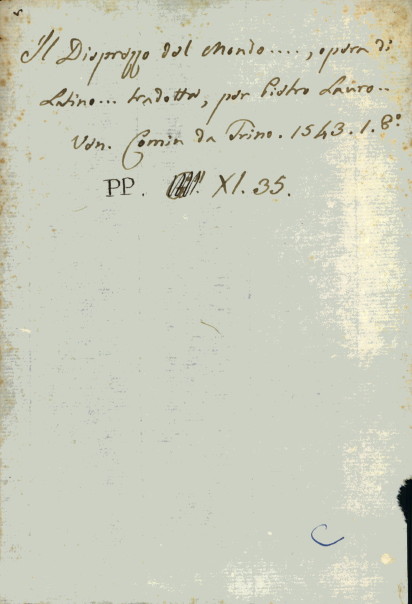 Il Disprezzo del Mondo...., opera di
Latino... tradotta, per Pietro Lauro..
Ven. Comin da Trino. 1543. 1. 8°
PP. XI. 35.
C